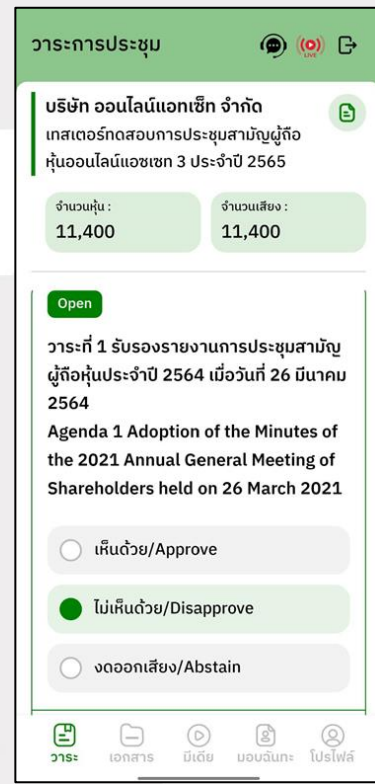 วาระการประชุม
LIVE
บริษัท ออนไลน์แอทเซ็ท จำกัด
เทสเตอร์ทดสอบการประชุมสามัญผู้ถือ
หุ้นออนไลน์แอซเซท 3 ประจำปี 2565
จำนวนหุ้น :
11,400
จำนวนเสียง :
11,400
Open
วาระที่ 1 รับรองรายงานการประชุมสามัญ
ผู้ถือหุ้นประจำปี 2564 เมื่อวันที่ 26 มีนาคม
2564
Agenda 1 Adoption of the Minutes of
the 2021 Annual General Meeting of
Shareholders held on 26 March 2021
เห็นด้วย/Approve
ไม่เห็นด้วย/Disapprove
งดออกเสียง/Abstain
วาระ
เอกสาร
มีเดีย
มอบฉันทะ
โปรไฟล์